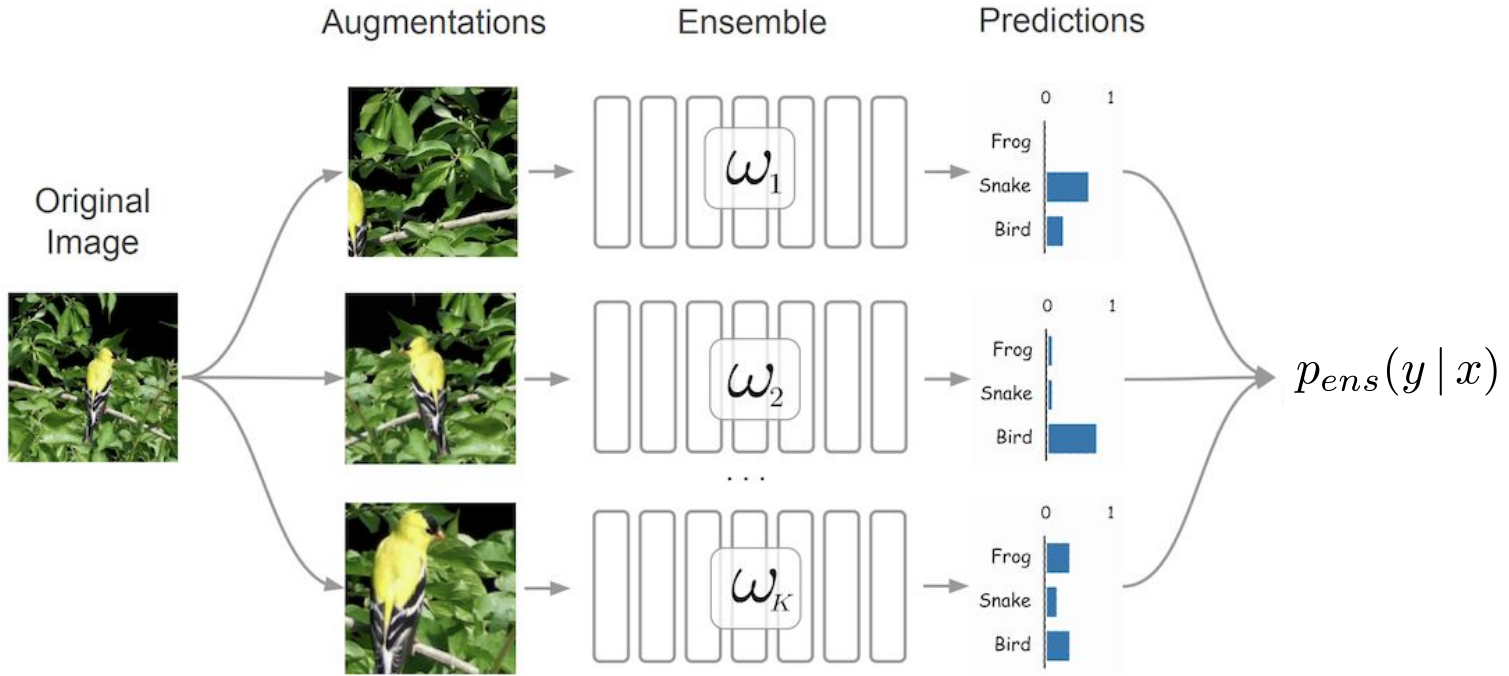 Augmentations
Ensemble
Predictions
Original
Image
ω1
0 1
Frog
Snake
Bird
ω2
0 1
Frog
Snake
Bird
. . .
ωK
0 1
Frog
Snake
Bird
pens(y | x)